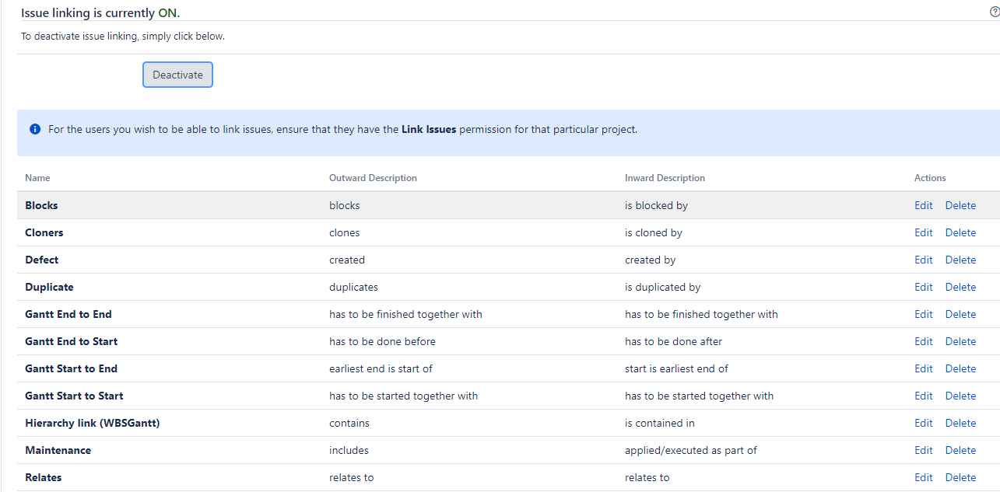 Issue linking is currently ON.
To deactivate issue linking, simply click below.
Deactivate
For the users you wish to be able to link issues, ensure that they have the Link Issues permission for that particular project.
Name Outward Description Inward Description Actions
Blocks blocks is blocked by Edit Delete
Cloners clones is cloned by Edit Delete
Defect created created by Edit Delete
Duplicate duplicates is duplicated by Edit Delete
Gantt End to End has to be finished together with has to be finished together with Edit Delete
Gantt End to Start has to be done before has to be done after Edit Delete
Gantt Start to End earliest end is start of start is earliest end of Edit Delete
Gantt Start to Start has to be started together with has to be started together with Edit Delete
Hierarchy link (WBSGantt) contains is contained in Edit Delete
Maintenance includes applied/executed as part of Edit Delete
Relates relates to relates to Edit Delete